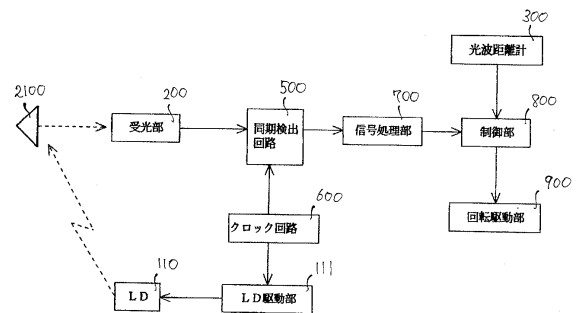 300
光波距離計
2100
200
受光部
500
同期検出
回路
700
信号処理部
800
制御部
900
回転駆動部
600
クロック回路
110
LD
111
LD駆動部